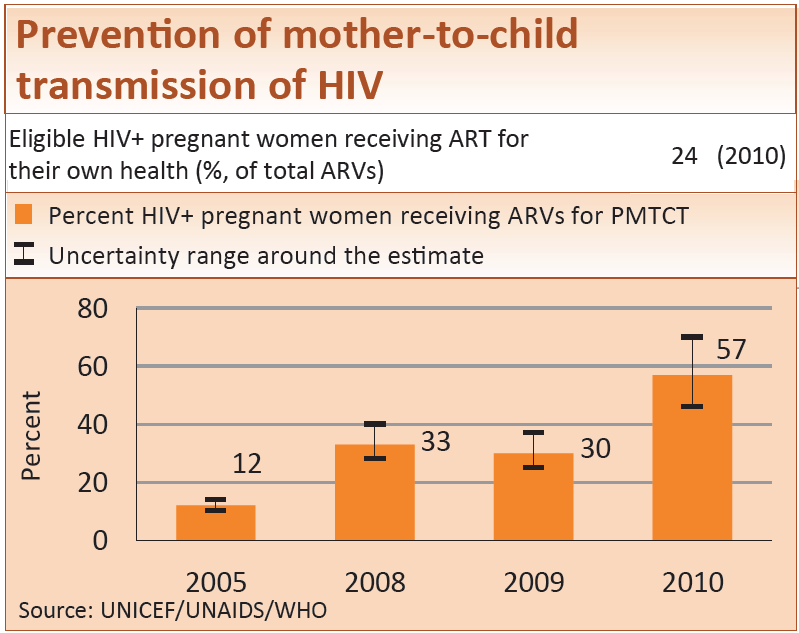 Prevention of mother-to-child
transmission of HIV
Eligible HIV+ pregnant women receiving ART for
their own health (%, of total ARVs)
24 (2010)
Percent HIV+ pregnant women receiving ARVs for PMTCT
Uncertainty range around the estimate
80
60
40
20
0
Percent
12
33
30
57
2005 2008 2009 2010
Source: UNICEF/UNAIDS/WHO